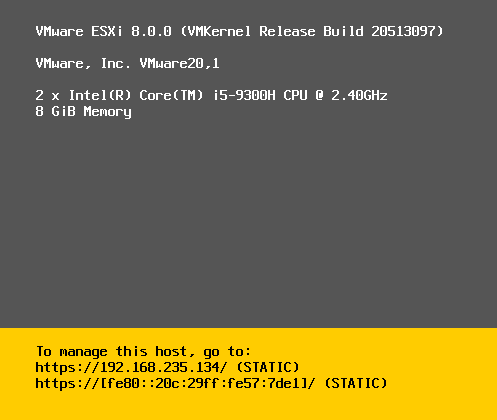 VMware ESXi 8.0.0 (VMKernel Release Build 20513097)
VMware, Inc. VMware20,1
2 x Intel(R) Core(TM) i5-9300H CPU @ 2.40GHz
8 GiB Memory
To manage this host, go to:
https://192.168.235.134/ (STATIC)
https://[fe80::20c:29ff:fe57:7de1]/ (STATIC)